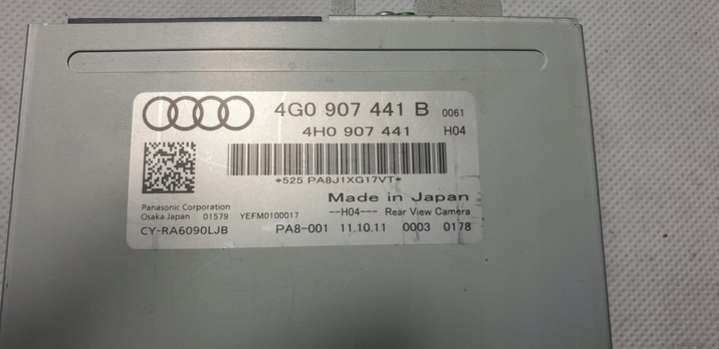 4G0 907 441 B 0061
4H0 907 441 H04
*525 PA8J1XG17VT*
Made in Japan
Panasonic Corporation
Osaka Japan 01579 YEFM0100017 --H04--- Rear View Camera
CY-RA6090LJB PA8-001 11.10.11 0003 0178